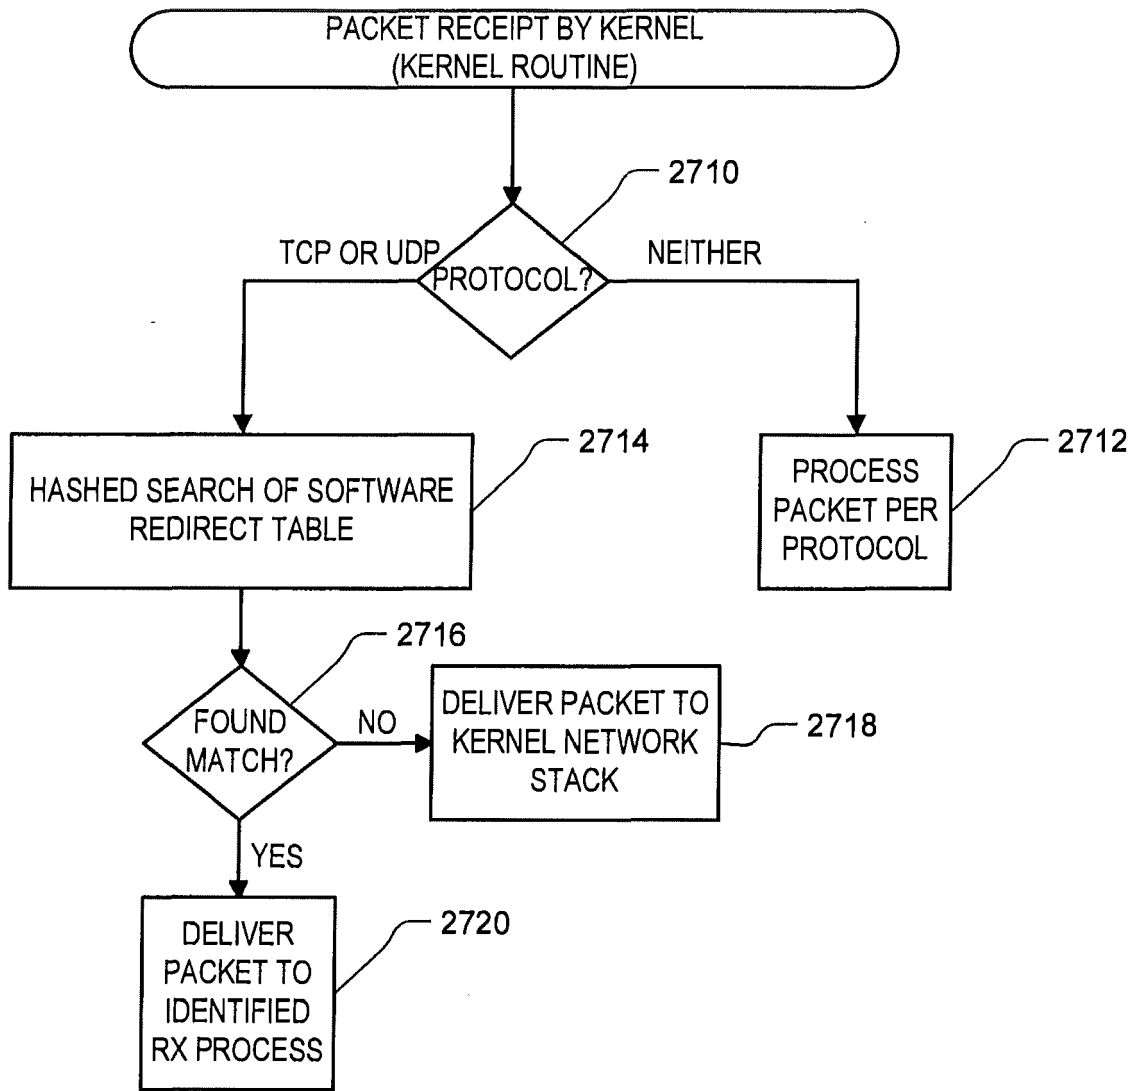 PACKET RECEIPT BY KERNEL
(KERNEL ROUTINE)
2710
TCP OR UDP
PROTOCOL?
NEITHER
2714
HASHED SEARCH OF SOFTWARE
REDIRECT TABLE
2712
PROCESS
PACKET PER
PROTOCOL
2716
FOUND
MATCH?
NO
DELIVER PACKET TO
KERNEL NETWORK
STACK
2718
YES
DELIVER
PACKET TO
IDENTIFIED
RX PROCESS
2720